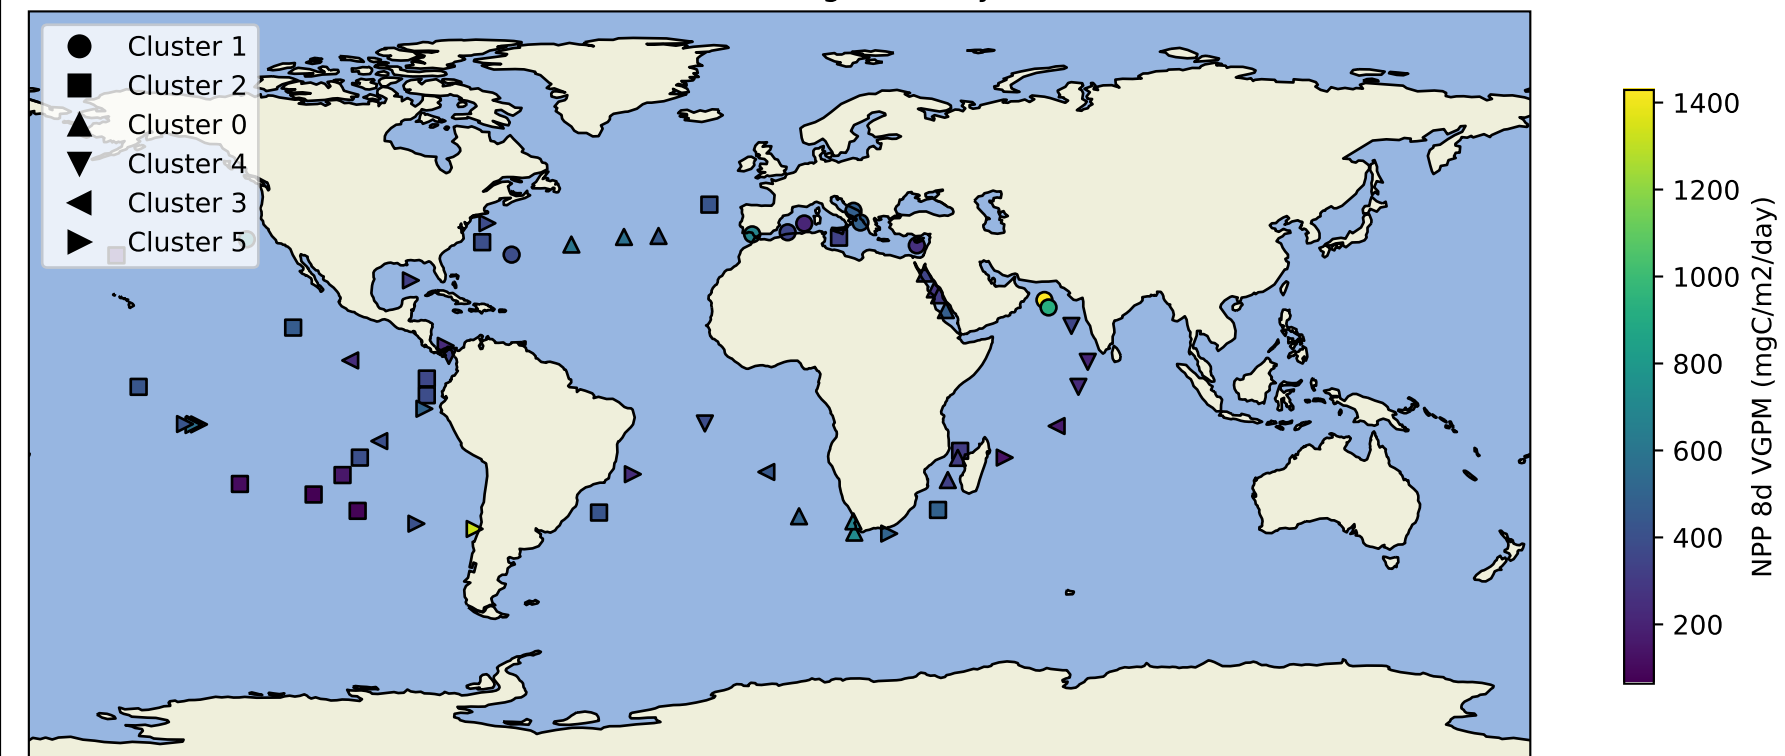 Cluster 1
Cluster 2
Cluster 0
Cluster 4
Cluster 3
Cluster 5
1400
1200
1000
800
600
400
200
NPP 8d VGPM (mgC/m2/day)